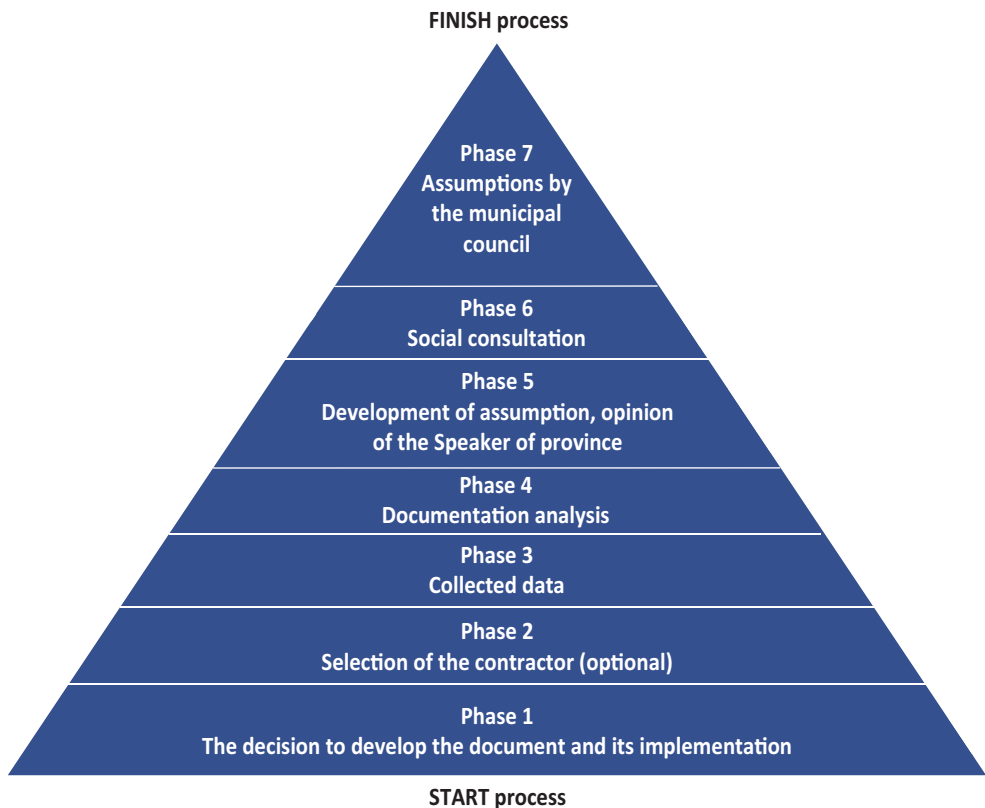 FINISH process
Phase 7
Assumptions by
the municipal
council
Phase 6
Social consultation
Phase 5
Development of assumption, opinion
of the Speaker of province
Phase 4
Documentation analysis
Phase 3
Collected data
Phase 2
Selection of the contractor (optional)
Phase 1
The decision to develop the document and its implementation
START process